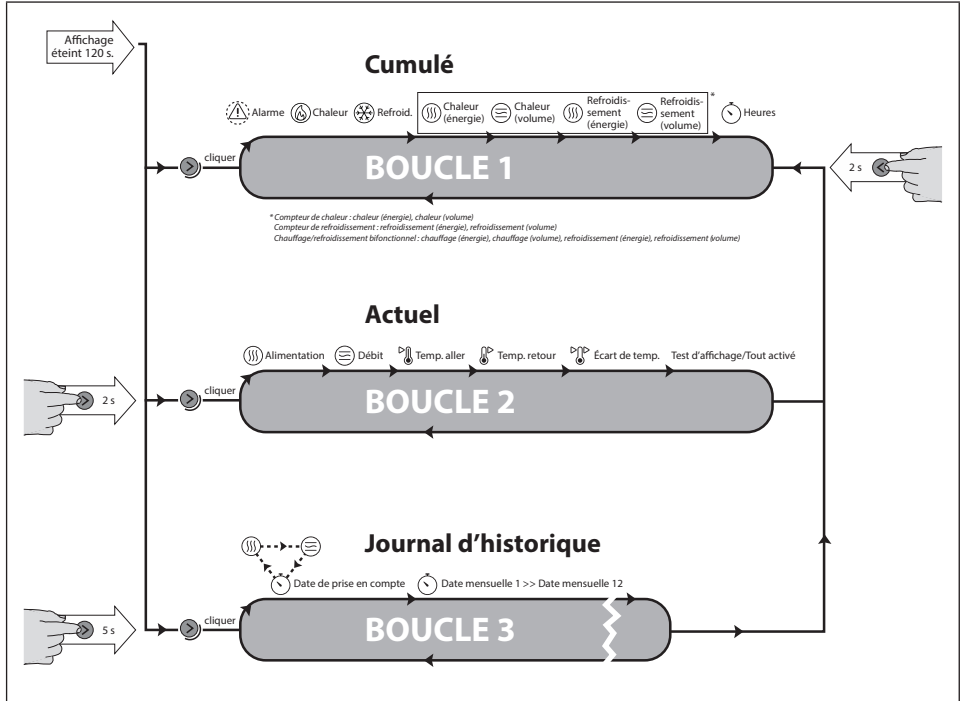 Affichage
éteint 120 s.
Cumulé
Alarme
Chaleur
Refroid.
Chaleur
(énergie)
Chaleur
(volume)
Refroidis-
sement
(énergie)
Refroidis-
sement
(volume)
*
Heures
cliquer
BOUCLE 1
2 s
* Compteur de chaleur : chaleur (énergie), chaleur (volume)
Compteur de refroidissement : refroidissement (énergie), refroidissement (volume)
Chauffage/refroidissement bifonctionnel : chauffage (énergie), chauffage (volume), refroidissement (énergie), refroidissement (volume)
Actuel
Alimentation
Débit
Temp. aller
Temp. retour
Écart de temp.
Test d'affichage/Tout activé
2 s
cliquer
BOUCLE 2
Journal d'historique
Date de prise en compte
Date mensuelle 1 >> Date mensuelle 12
5 s
cliquer
BOUCLE 3